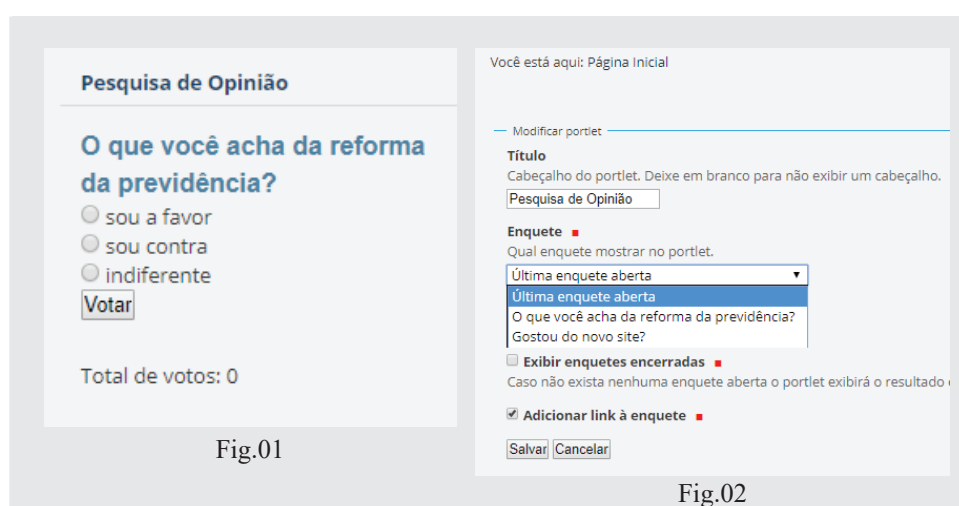 Pesquisa de Opinião
O que você acha da reforma
da previdência?
sou a favor
sou contra
indiferente
Votar
Total de votos: 0
Fig.01
Você está aqui: Página Inicial
Modificar portlet
Título
Cabeçalho do portlet. Deixe em branco para não exibir um cabeçalho.
Pesquisa de Opinião
Enquete
Qual enquete mostrar no portlet.
Última enquete aberta
Última enquete aberta
O que você acha da reforma da previdência?
Gostou do novo site?
Exibir enquetes encerradas
Caso não exista nenhuma enquete aberta o portlet exibirá o resultado
Adicionar link à enquete
Salvar Cancelar
Fig.02